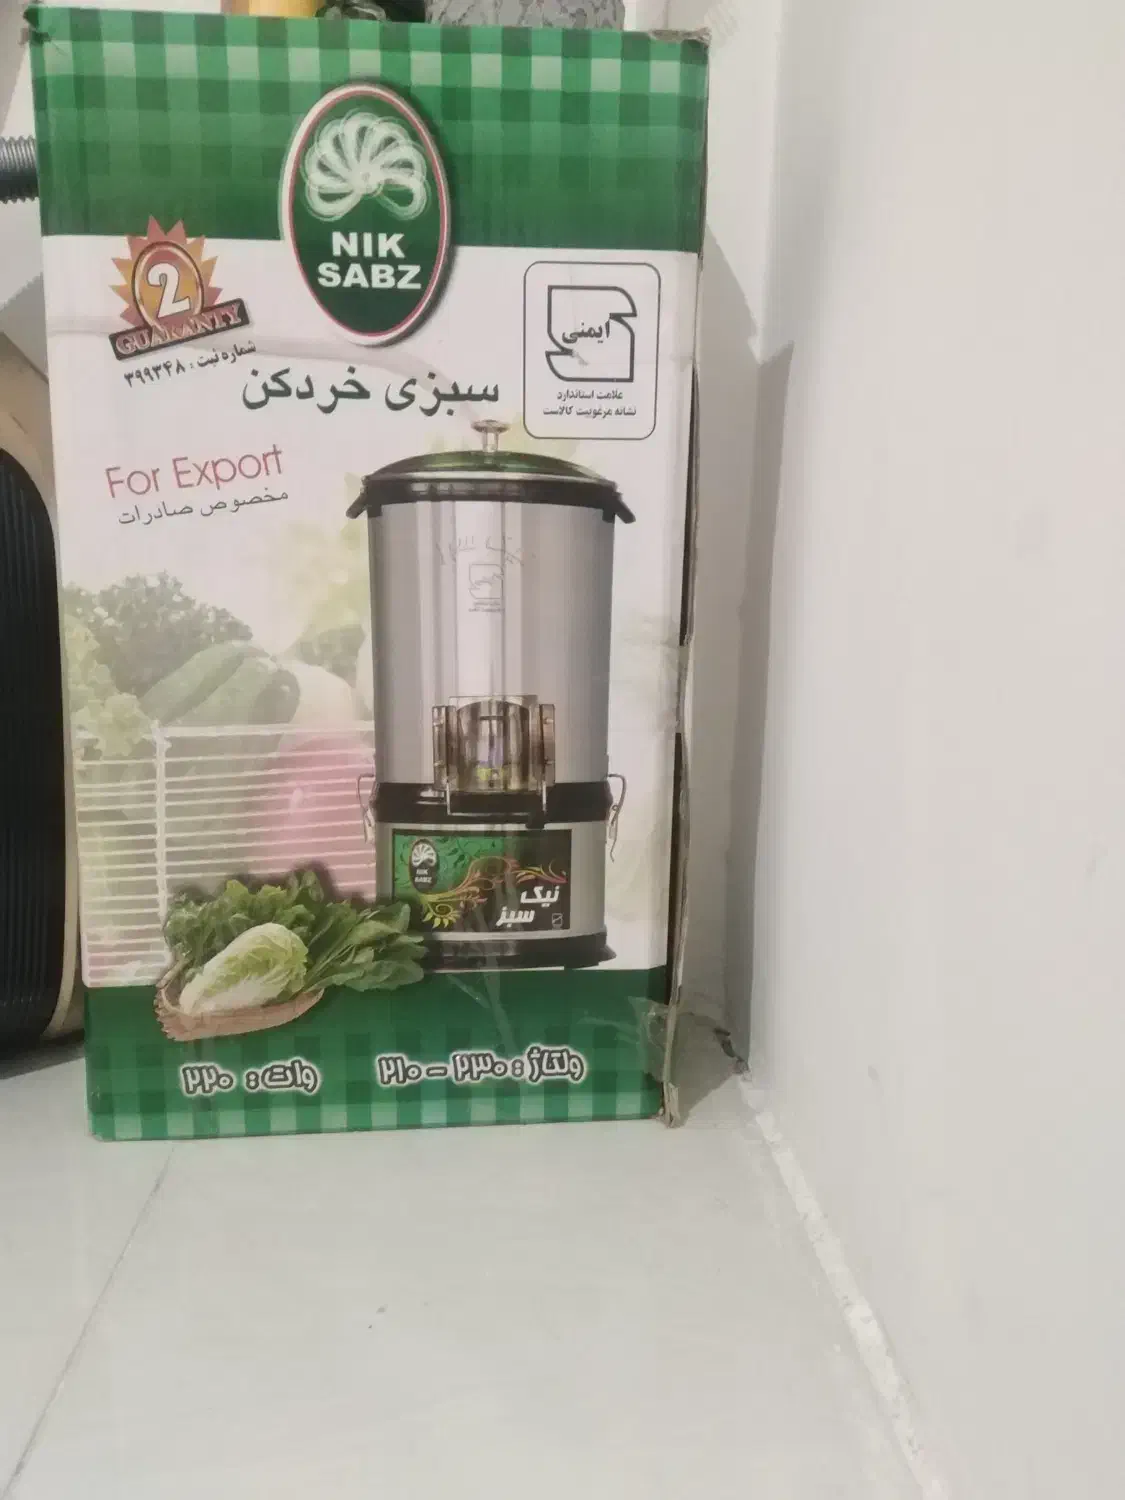 NIK
SABZ
2
GUARANTY
شماره ثبت : ۳۹۹۳۴۸
ایمنی
علامت استاندارد
نشانه مرغوبیت کالاست
سبزی خردکن
For Export
مخصوص صادرات
NIK
SABZ
نیک
سبز
ولتاژ : ۲۳۰ – ۲۱۰
وات : ۲۲۰